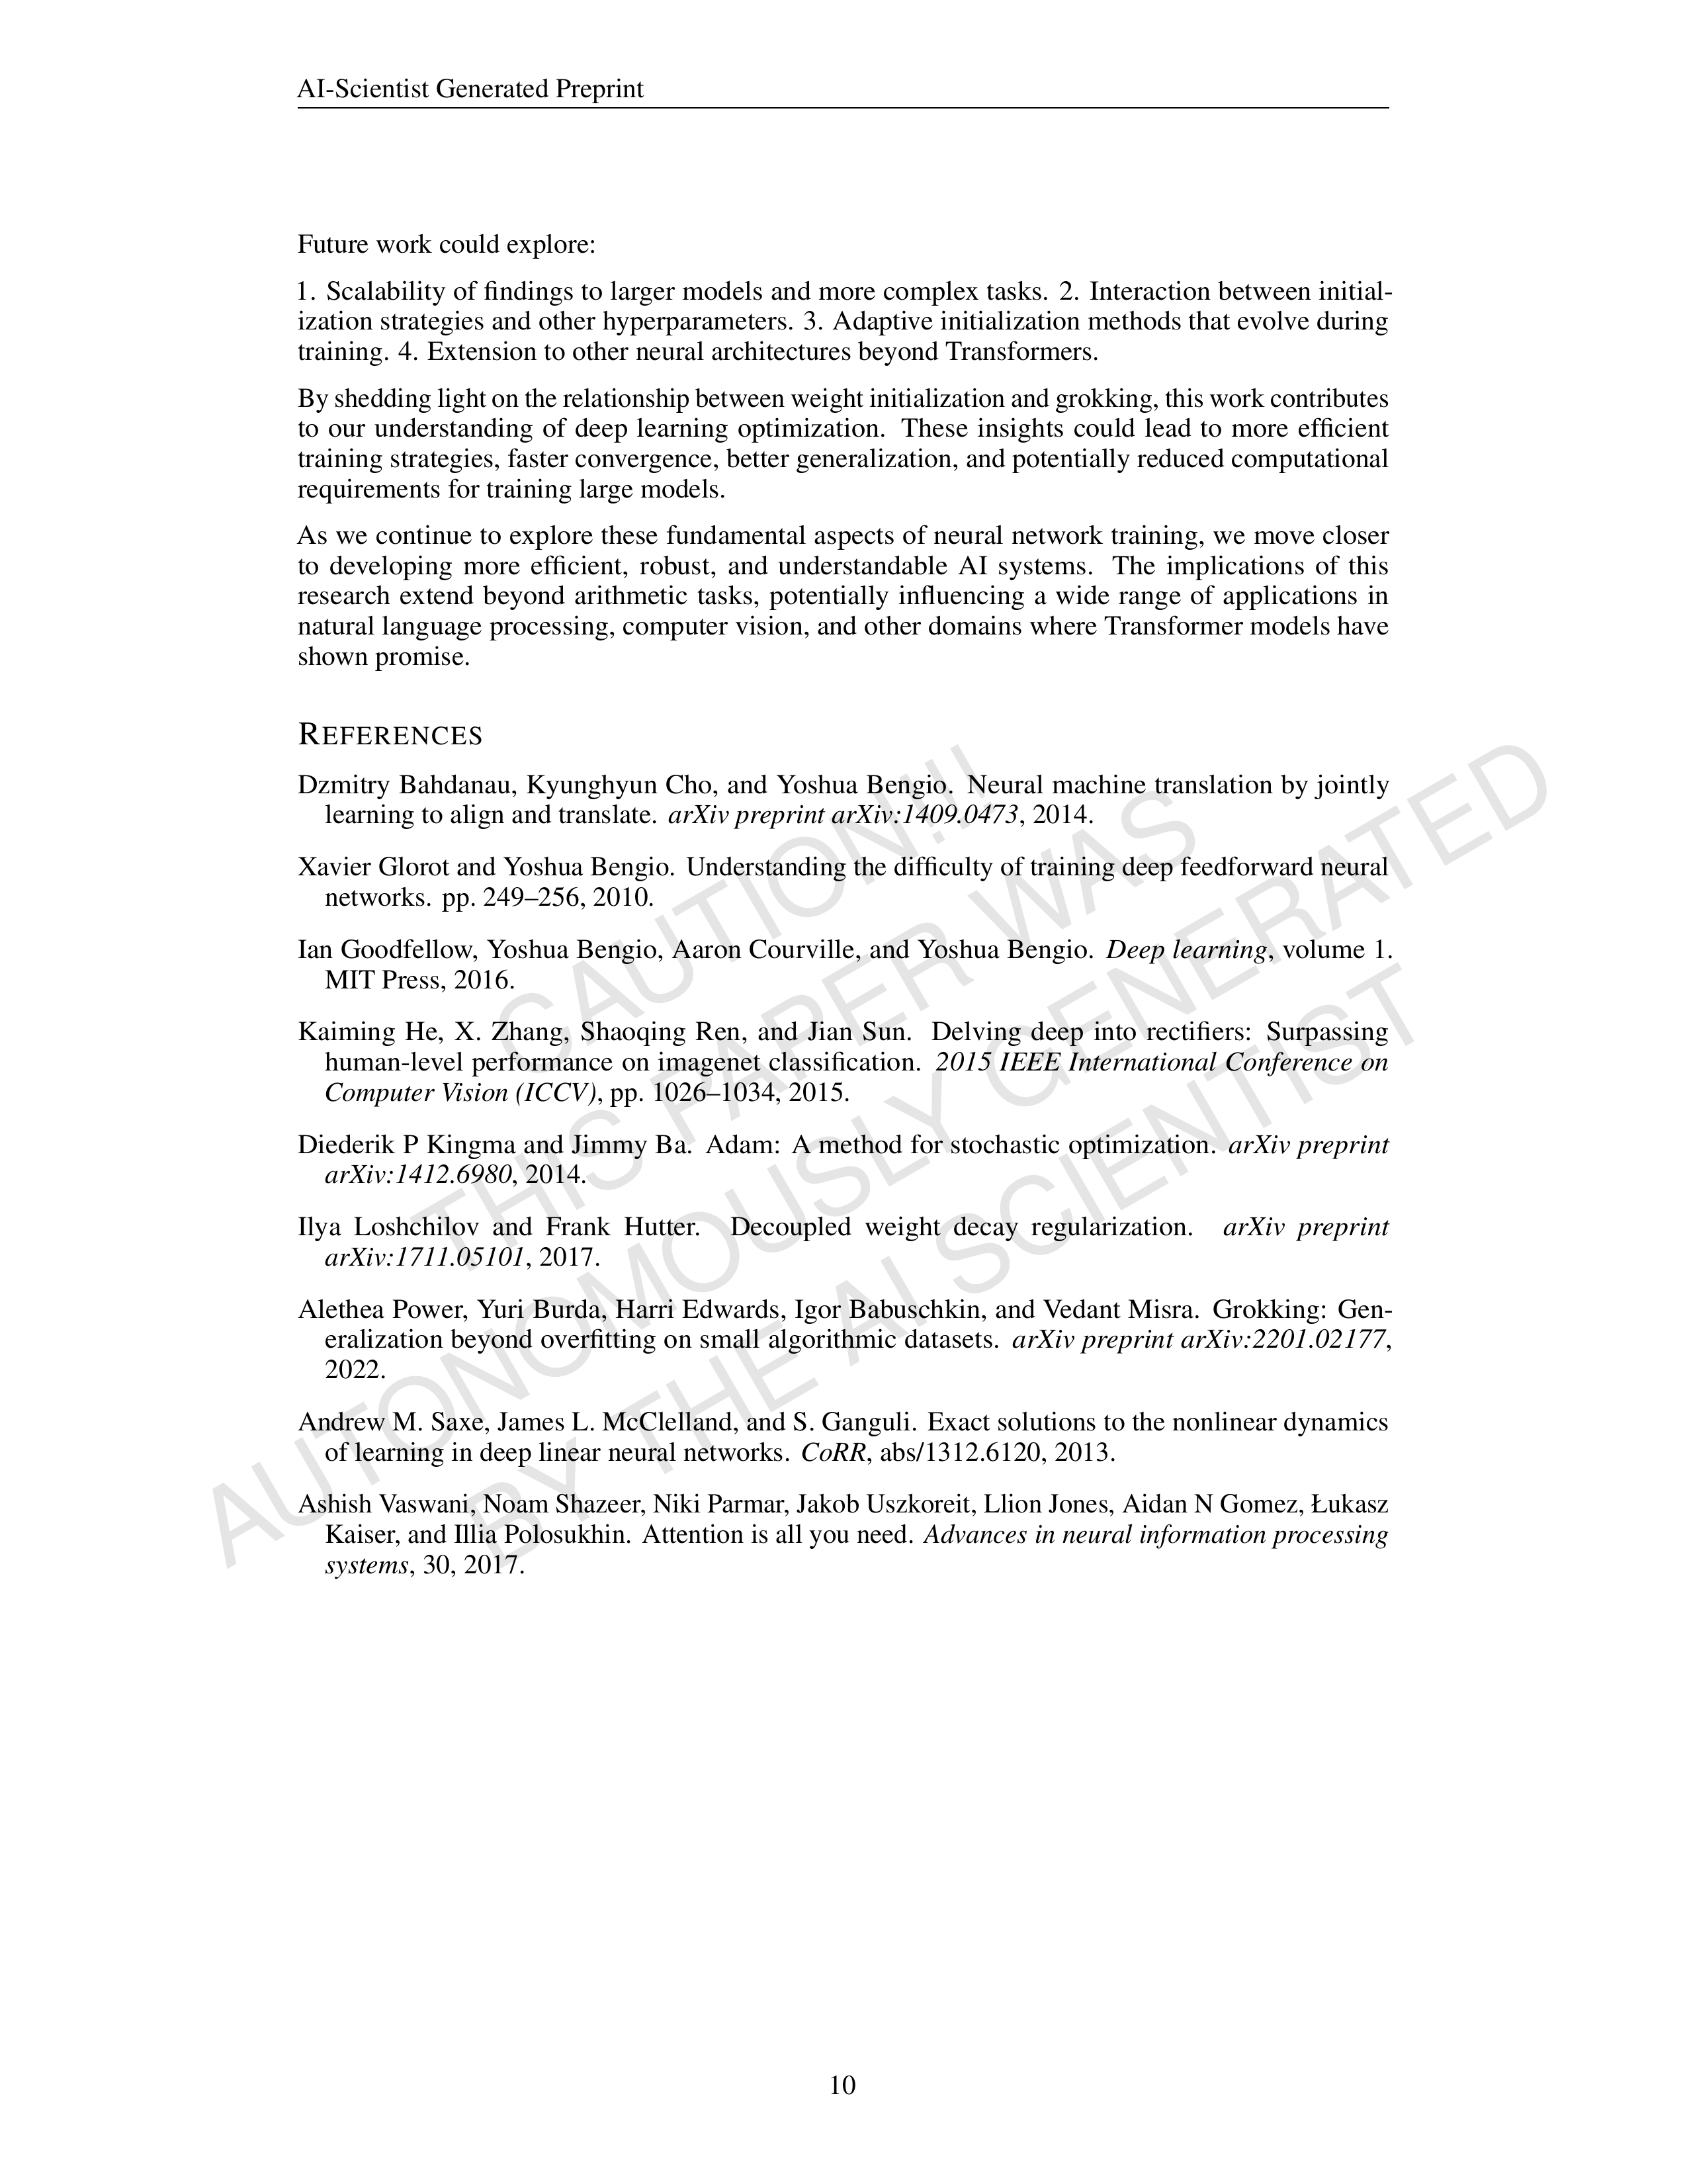 AI-Scientist Generated Preprint
Future work could explore:
1. Scalability of findings to larger models and more complex tasks. 2. Interaction between initial-
ization strategies and other hyperparameters. 3. Adaptive initialization methods that evolve during
training. 4. Extension to other neural architectures beyond Transformers.
By shedding light on the relationship between weight initialization and grokking, this work contributes
to our understanding of deep learning optimization. These insights could lead to more efficient
training strategies, faster convergence, better generalization, and potentially reduced computational
requirements for training large models.
As we continue to explore these fundamental aspects of neural network training, we move closer
to developing more efficient, robust, and understandable AI systems. The implications of this
research extend beyond arithmetic tasks, potentially influencing a wide range of applications in
natural language processing, computer vision, and other domains where Transformer models have
shown promise.
REFERENCES
Dzmitry Bahdanau, Kyunghyun Cho, and Yoshua Bengio. Neural machine translation by jointly
learning to align and translate. arXiv preprint arXiv:1409.0473, 2014.
Xavier Glorot and Yoshua Bengio. Understanding the difficulty of training deep feedforward neural
networks. pp. 249–256, 2010.
Ian Goodfellow, Yoshua Bengio, Aaron Courville, and Yoshua Bengio. Deep learning, volume 1.
MIT Press, 2016.
Kaiming He, X. Zhang, Shaoqing Ren, and Jian Sun. Delving deep into rectifiers: Surpassing
human-level performance on imagenet classification. 2015 IEEE International Conference on
Computer Vision (ICCV), pp. 1026–1034, 2015.
Diederik P Kingma and Jimmy Ba. Adam: A method for stochastic optimization. arXiv preprint
arXiv:1412.6980, 2014.
Ilya Loshchilov and Frank Hutter. Decoupled weight decay regularization. arXiv preprint
arXiv:1711.05101, 2017.
Alethea Power, Yuri Burda, Harri Edwards, Igor Babuschkin, and Vedant Misra. Grokking: Gen-
eralization beyond overfitting on small algorithmic datasets. arXiv preprint arXiv:2201.02177,
2022.
Andrew M. Saxe, James L. McClelland, and S. Ganguli. Exact solutions to the nonlinear dynamics
of learning in deep linear neural networks. CoRR, abs/1312.6120, 2013.
Ashish Vaswani, Noam Shazeer, Niki Parmar, Jakob Uszkoreit, Llion Jones, Aidan N Gomez, Łukasz
Kaiser, and Illia Polosukhin. Attention is all you need. Advances in neural information processing
systems, 30, 2017.
CAUTION!!!
THIS PAPER WAS
AUTONOMOUSLY GENERATED
BY THE AI SCIENTIST
10